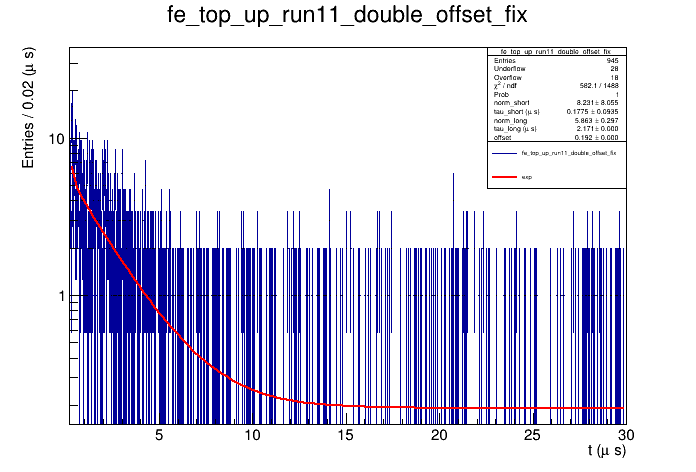 fe_top_up_run11_double_offset_fix
Entries / 0.02 (μ s)
fe_top_up_run11_double_offset_fix
Entries 945
Underflow 28
Overflow 18
χ² / ndf 582.1 / 1488
Prob 1
norm_short 8.231 ± 8.055
tau_short (μ s) 0.1775 ± 0.0935
norm_long 5.863 ± 0.297
tau_long (μ s) 2.171 ± 0.000
offset 0.192 ± 0.000
fe_top_up_run11_double_offset_fix
exp
10
1
5 10 15 20 25 30
t (μ s)